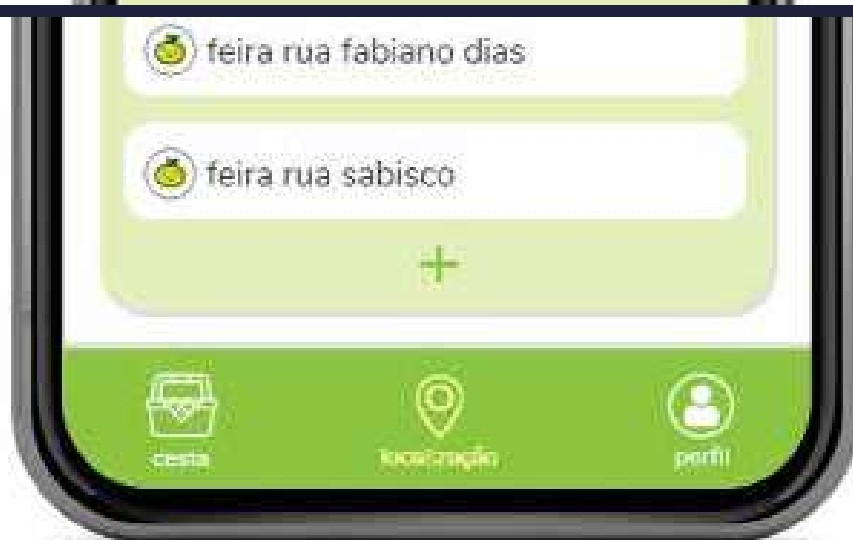 feira rua fabiano dias
feira rua sabisco
+
cesta
localização
perfil